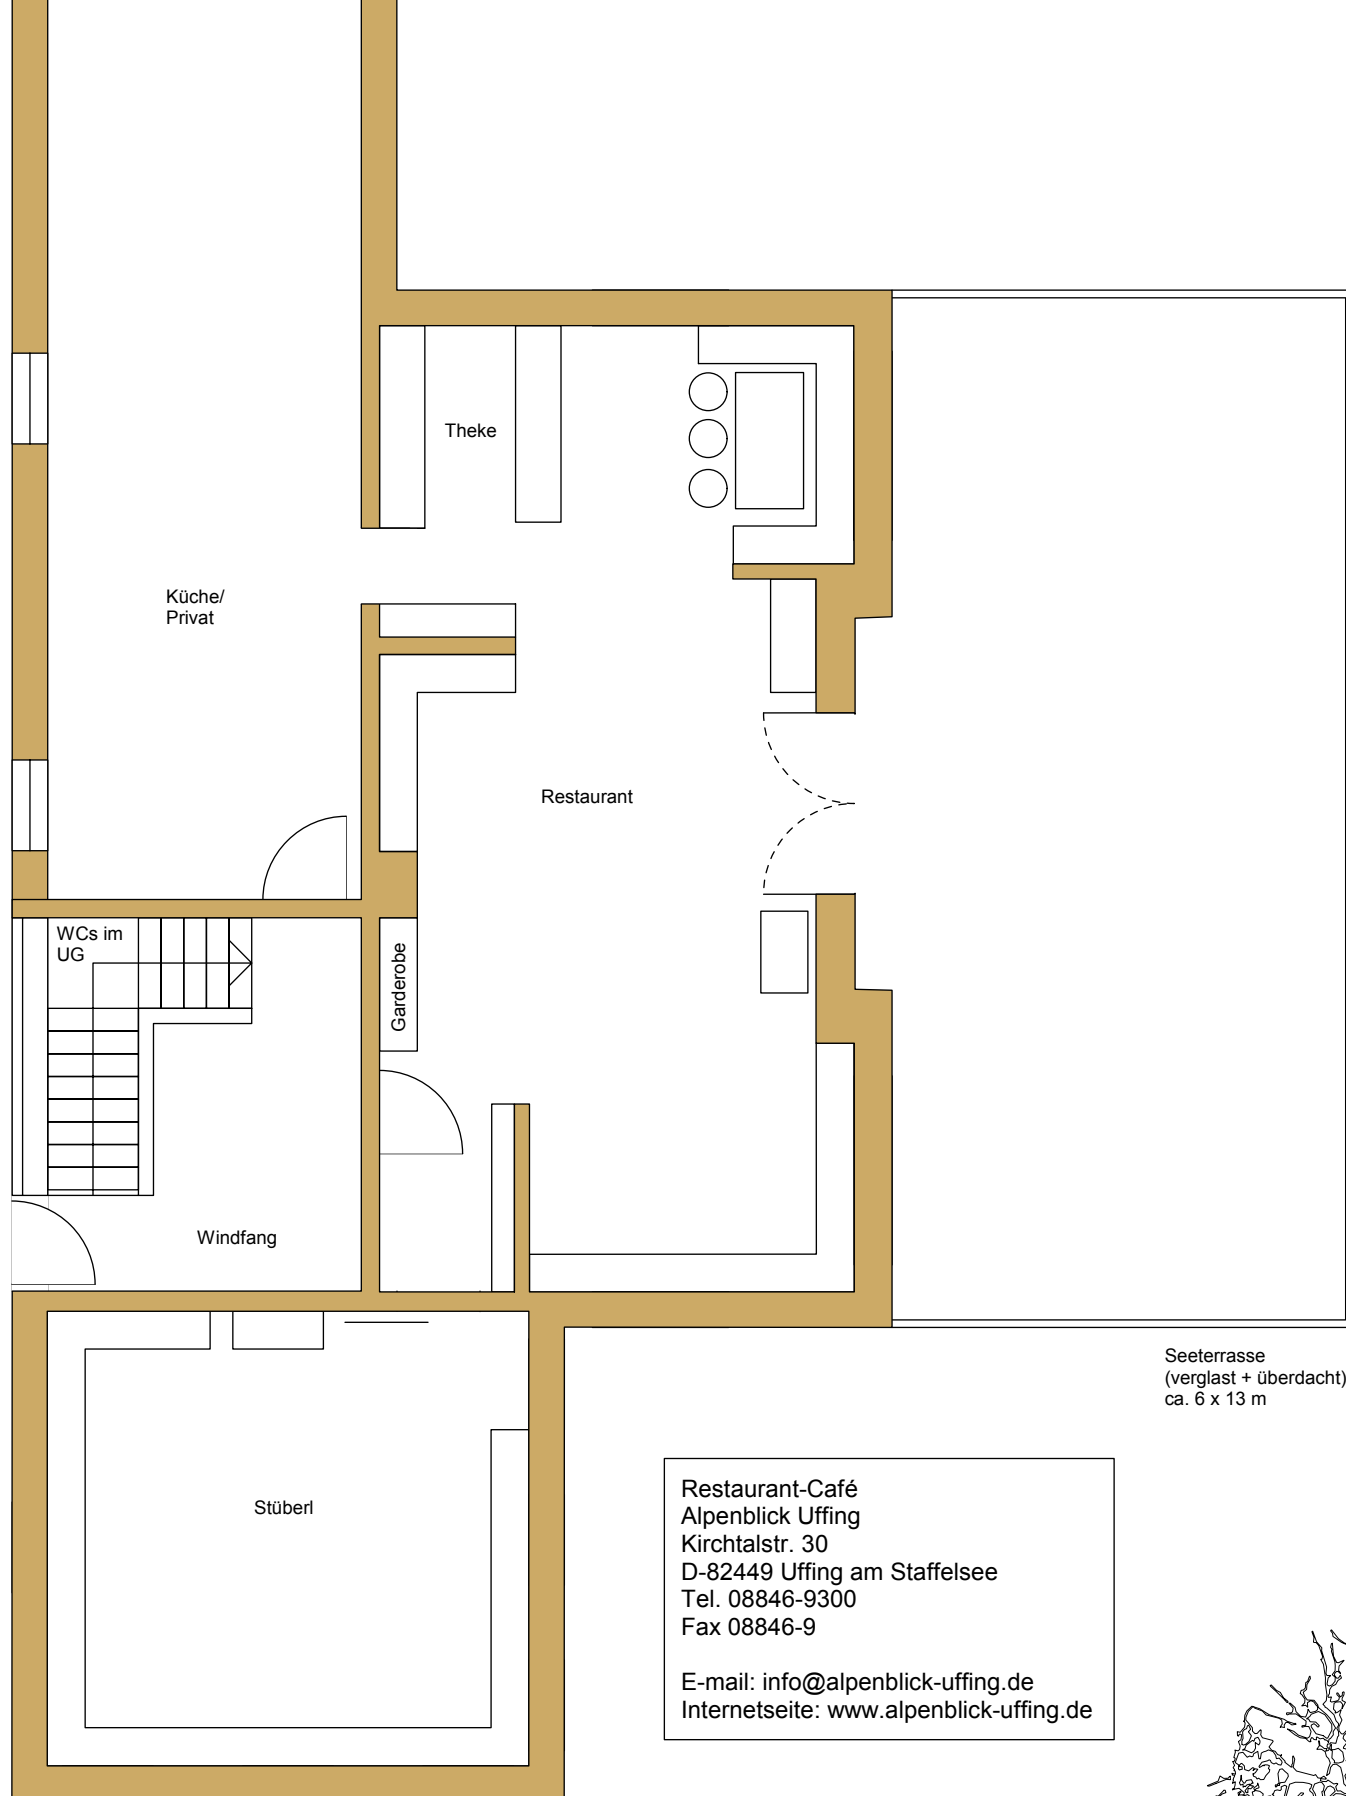 Theke
Küche/
Privat
Restaurant
WCs im
UG
Garderobe
Windfang
Seeterrasse
(verglast + überdacht)
ca. 6 x 13 m
Stüberl
Restaurant-Café
Alpenblick Uffing
Kirchtalstr. 30
D-82449 Uffing am Staffelsee
Tel. 08846-9300
Fax 08846-9
E-mail: info@alpenblick-uffing.de
Internetseite: www.alpenblick-uffing.de